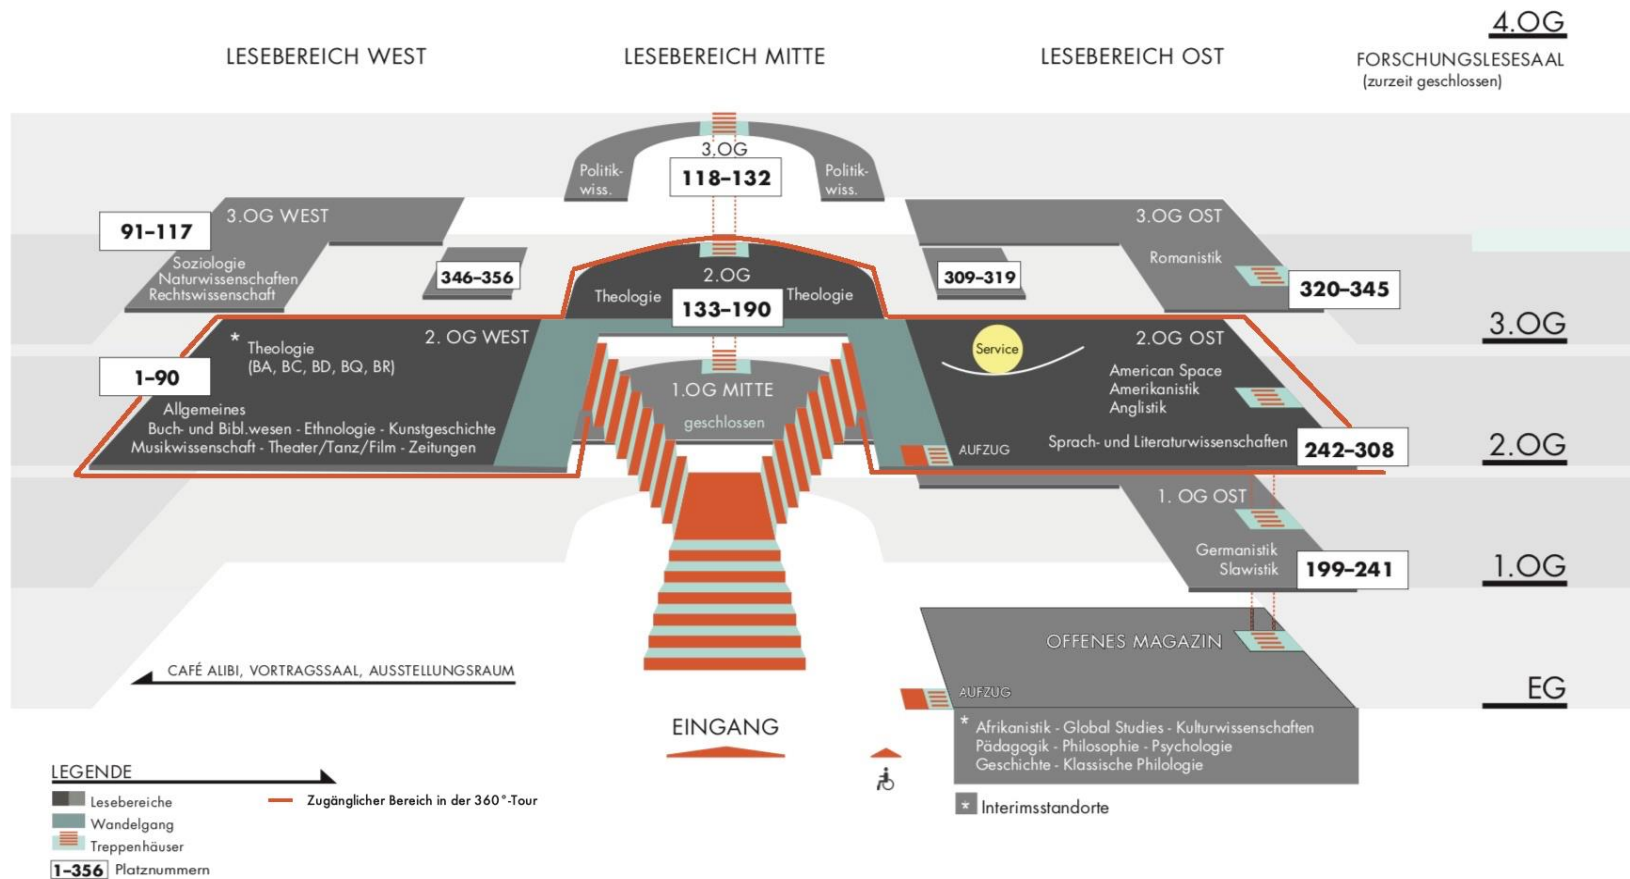 4.OG
FORSCHUNGSLESESAAL
(zurzeit geschlossen)
LESEBEREICH WEST
LESEBEREICH MITTE
LESEBEREICH OST
3.OG
118–132
Politik-
wiss.
Politik-
wiss.
3.OG WEST
91–117
Soziologie
Naturwissenschaften
Rechtswissenschaft
346–356
2.OG
Theologie
133–190
Theologie
309–319
3.OG OST
Romanistik
320–345
3.OG
* Theologie
(BA, BC, BD, BQ, BR)
2. OG WEST
1–90
Allgemeines
Buch- und Bibl.wesen - Ethnologie - Kunstgeschichte
Musikwissenschaft - Theater/Tanz/Film - Zeitungen
1.OG MITTE
geschlossen
Service
2.OG OST
American Space
Amerikanistik
Anglistik
Sprach- und Literaturwissenschaften
AUFZUG
242–308
2.OG
1. OG OST
Germanistik
Slawistik
199–241
1.OG
OFFENES MAGAZIN
AUFZUG
EG
* Afrikanistik - Global Studies - Kulturwissenschaften
Pädagogik - Philosophie - Psychologie
Geschichte - Klassische Philologie
* Interimsstandorte
CAFÉ ALIBI, VORTRAGSSAAL, AUSSTELLUNGSRAUM
EINGANG
LEGENDE
Lesebereiche
Wandelgang
Treppenhäuser
1–356 Platznummern
Zugänglicher Bereich in der 360°-Tour